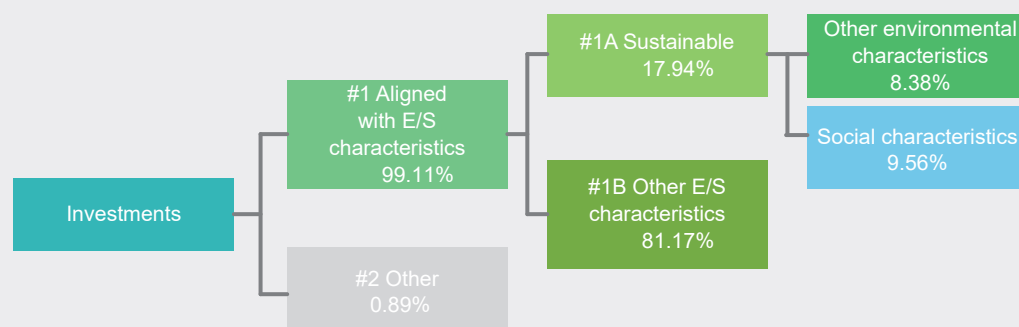 Investments
#1 Aligned
with E/S
characteristics
99.11%
#2 Other
0.89%
#1A Sustainable
17.94%
#1B Other E/S
characteristics
81.17%
Other environmental
characteristics
8.38%
Social characteristics
9.56%